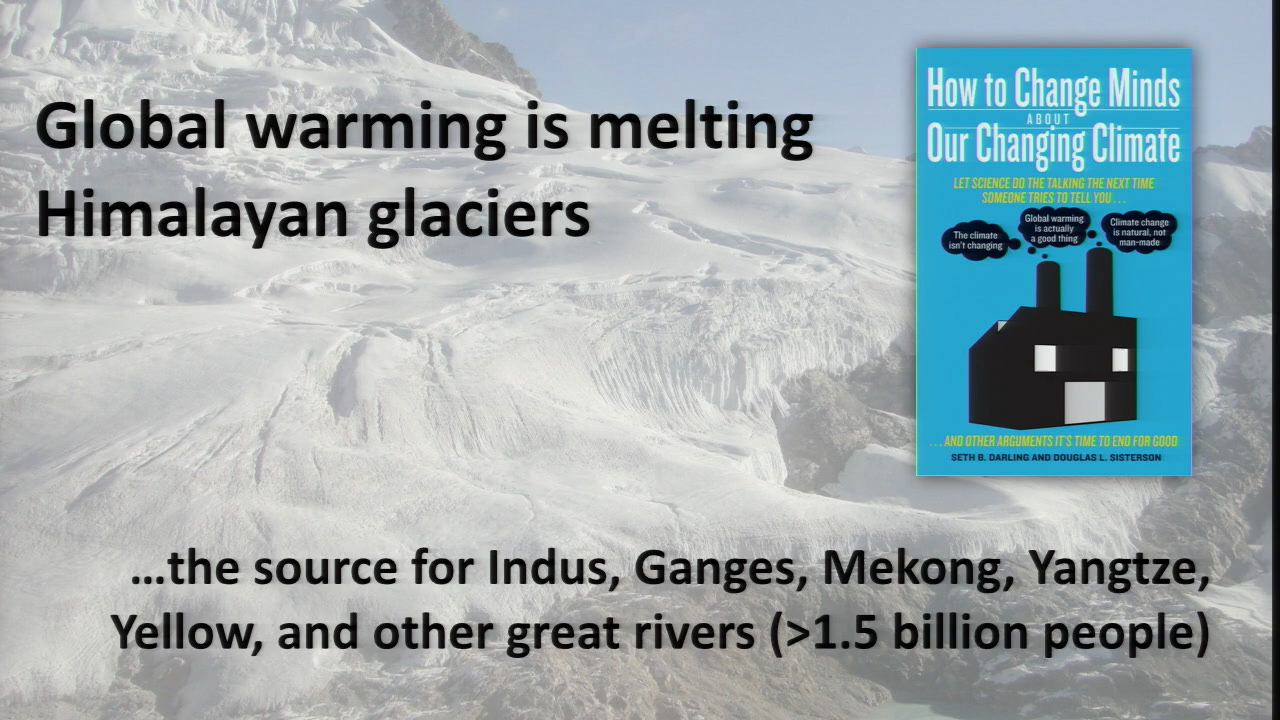 Global warming is melting
Himalayan glaciers
How to Change Minds
ABOUT
Our Changing Climate
LET SCIENCE DO THE TALKING THE NEXT TIME
SOMEONE TRIES TO TELL YOU...
The climate
isn't changing
Global warming
is actually
a good thing
Climate change
is natural, not
man-made
...AND OTHER ARGUMENTS IT'S TIME TO END FOR GOOD
SETH B. DARLING AND DOUGLAS L. SISTERSON
...the source for Indus, Ganges, Mekong, Yangtze,
Yellow, and other great rivers (>1.5 billion people)